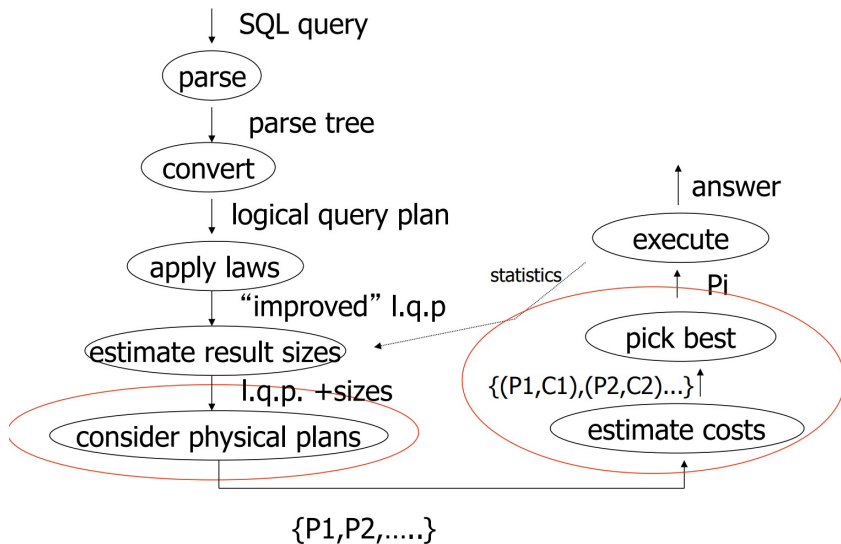 SQL query
parse
parse tree
convert
logical query plan
apply laws
“improved” l.q.p
estimate result sizes
l.q.p. +sizes
consider physical plans
{P1,P2,.....}
estimate costs
{(P1,C1),(P2,C2)...}
pick best
Pi
execute
answer
statistics